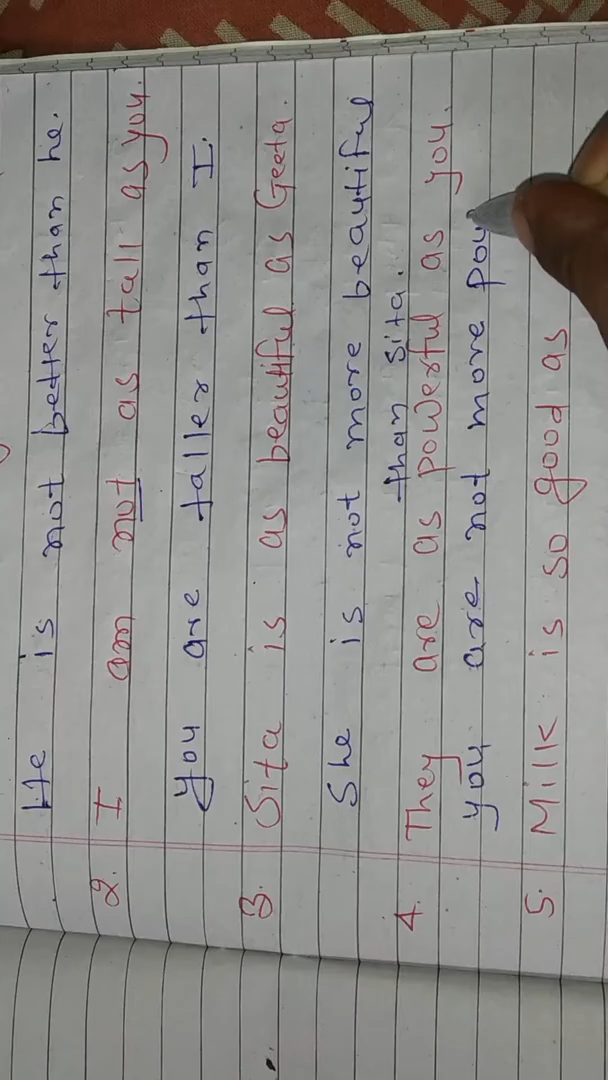 He is not better than he.
2. I am not as tall as you.
You are taller than I.
3. Sita is as beautiful as Geeta.
She is not more beautiful
than Sita.
4. They are as powerful as you.
you are not more pow
5. Milk is so good as